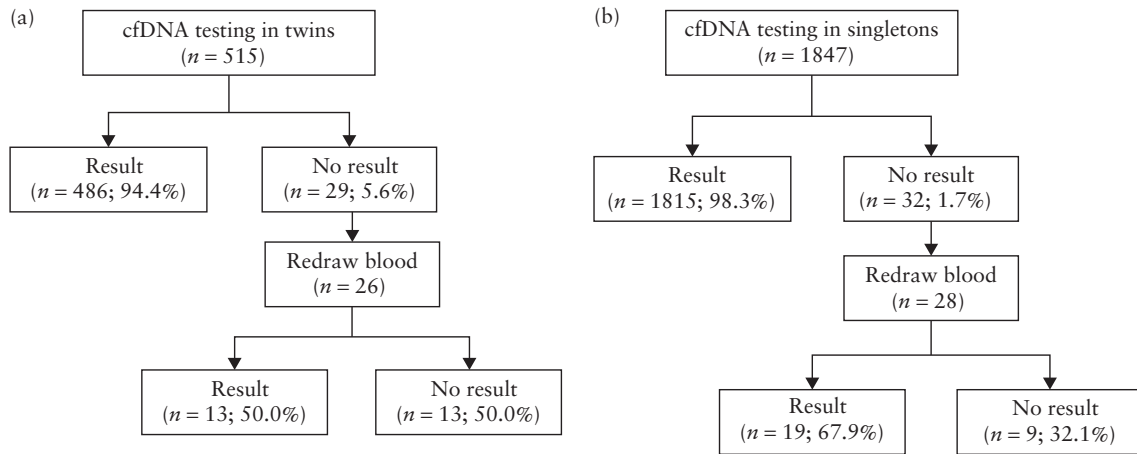 (a)
cfDNA testing in twins
(n = 515)
Result
(n = 486; 94.4%)
No result
(n = 29; 5.6%)
Redraw blood
(n = 26)
Result
(n = 13; 50.0%)
No result
(n = 13; 50.0%)
(b)
cfDNA testing in singletons
(n = 1847)
Result
(n = 1815; 98.3%)
No result
(n = 32; 1.7%)
Redraw blood
(n = 28)
Result
(n = 19; 67.9%)
No result
(n = 9; 32.1%)